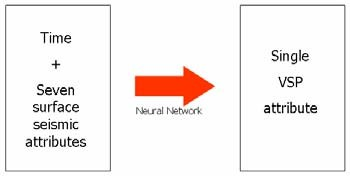 Time
+
Seven
surface
seismic
attributes
Neural Network
Single
VSP
attribute